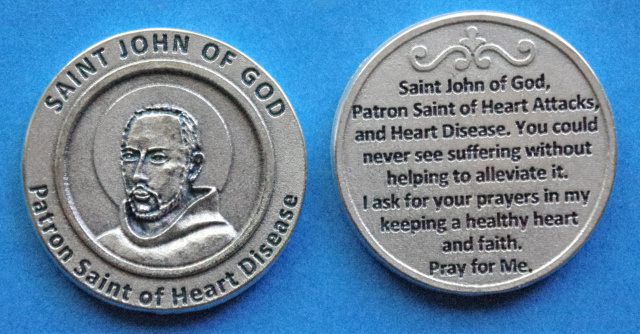 SAINT JOHN OF GOD
Patron Saint of Heart Disease
Saint John of God,
Patron Saint of Heart Attacks,
and Heart Disease. You could
never see suffering without
helping to alleviate it.
I ask for your prayers in my
keeping a healthy heart
and faith.
Pray for Me.